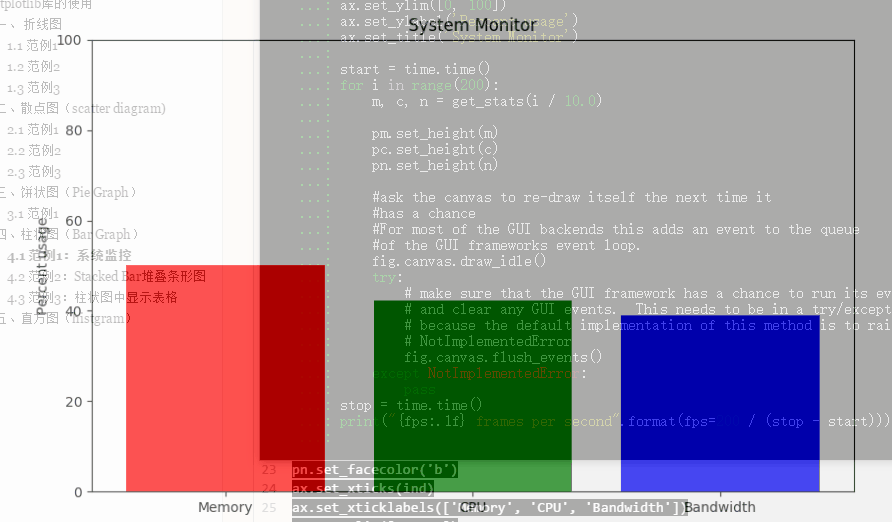 tplotlib库的使用
一、折线图
1.1 范例1
1.2 范例2
1.3 范例3
二、散点图（scatter diagram)
2.1 范例1
2.2 范例2
2.3 范例3
三、饼状图（Pie Graph）
3.1 范例1
四、柱状图（Bar Graph）
4.1 范例1：系统监控
4.2 范例2：Stacked Bar堆叠条形图
4.3 范例3：柱状图中显示表格
五、直方图（histgram）
System Monitor
100
80
60
40
20
0
Percent usage
Memory
CPU
Bandwidth
ax.set_ylim([0, 100])
ax.set_ylabel('Percent usage')
ax.set_title('System Monitor')
...: start = time.time()
...: for i in range(200):
...: m, c, n = get_stats(i / 10.0)
...:
...: pm.set_height(m)
...: pc.set_height(c)
...: pn.set_height(n)
...:
...: #ask the canvas to re-draw itself the next time it
...: #has a chance
...: #For most of the GUI backends this adds an event to the queue
...: #of the GUI frameworks event loop.
...: fig.canvas.draw_idle()
...: try:
...: # make sure that the GUI framework has a chance to run its ev
...: # and clear any GUI events. This needs to be in a try/except
...: # because the default implementation of this method is to rai
...: # NotImplementedError
...: fig.canvas.flush_events()
...: except NotImplementedError:
...: pass
...: stop = time.time()
...: print("{fps:.1f} frames per second".format(fps= / (stop - start)))
23 pn.set_facecolor('b')
24 ax.set_xticks(ind)
25 ax.set_xticklabels(['Memory', 'CPU', 'Bandwidth'])